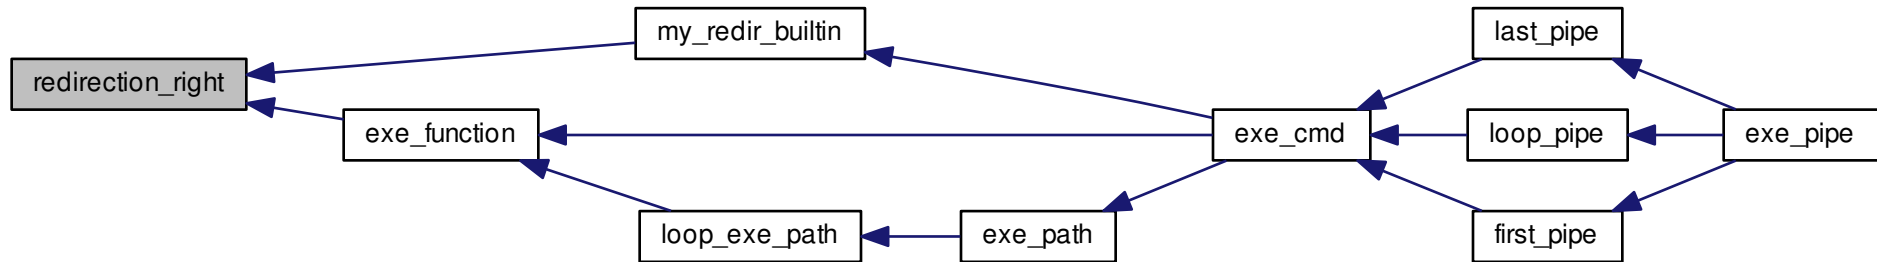 redirection_right
my_redir_builtin
exe_function
loop_exe_path
exe_path
exe_cmd
last_pipe
loop_pipe
first_pipe
exe_pipe